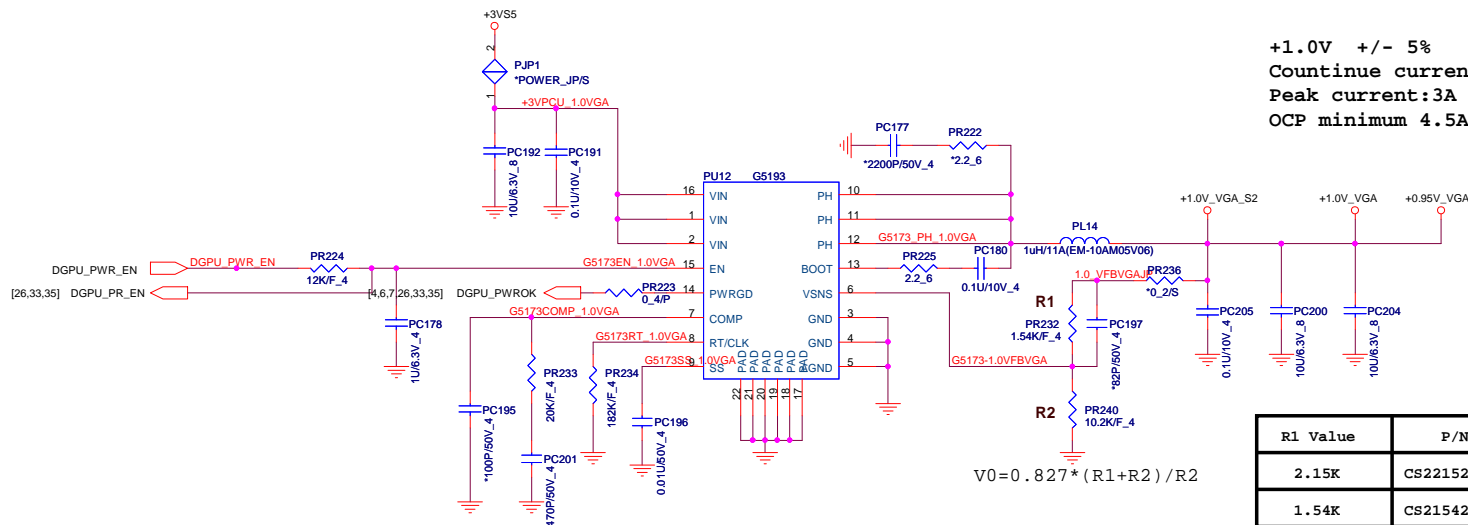 +3VS5
2
PJP1
*POWER_JP/S
1
+3VPCU_1.0VGA
PC192
10U/6.3V_8
PC191
0.1U/10V_4
+1.0V +/- 5%
Countinue curren
Peak current:3A
OCP minimum 4.5A
PC177
*2200P/50V_4
PR222
*2.2_6
PU12
G5193
16 VIN
1 VIN
2 VIN
15 EN
14 PWRGD
7 COMP
8 RT/CLK
9 SS
PH 10
PH 11
PH 12
BOOT 13
VSNS 6
GND 3
GND 4
AGND 5
PAD PAD PAD PAD PAD PAD
22 21 20 19 18 17
DGPU_PWR_EN
DGPU_PWR_EN
PR224
12K/F_4
G5173EN_1.0VGA
[26,33,35] DGPU_PR_EN
[4,6,7,26,33,35] DGPU_PWROK
PR223
0_4/P
PC178
1U/6.3V_4
G5173COMP_1.0VGA
G5173RT_1.0VGA
G5173SS_1.0VGA
PC195
*100P/50V_4
PR233
20K/F_4
PC201
470P/50V_4
PR234
182K/F_4
PC196
0.01U/50V_4
G5173_PH_1.0VGA
PL14
1uH/11A(EM-10AM05V06)
PR225
2.2_6
PC180
0.1U/10V_4
+1.0V_VGA_S2
+1.0V_VGA
+0.95V_VGA
PR236
*0_2/S
R1
PR232
1.54K/F_4
PC197
*82P/50V_4
G5173-1.0VFBVGA
R2
PR240
10.2K/F_4
PC205
0.1U/10V_4
PC200
10U/6.3V_8
PC204
10U/6.3V_8
V0=0.827*(R1+R2)/R2
R1 Value P/N
2.15K CS22152
1.54K CS21542